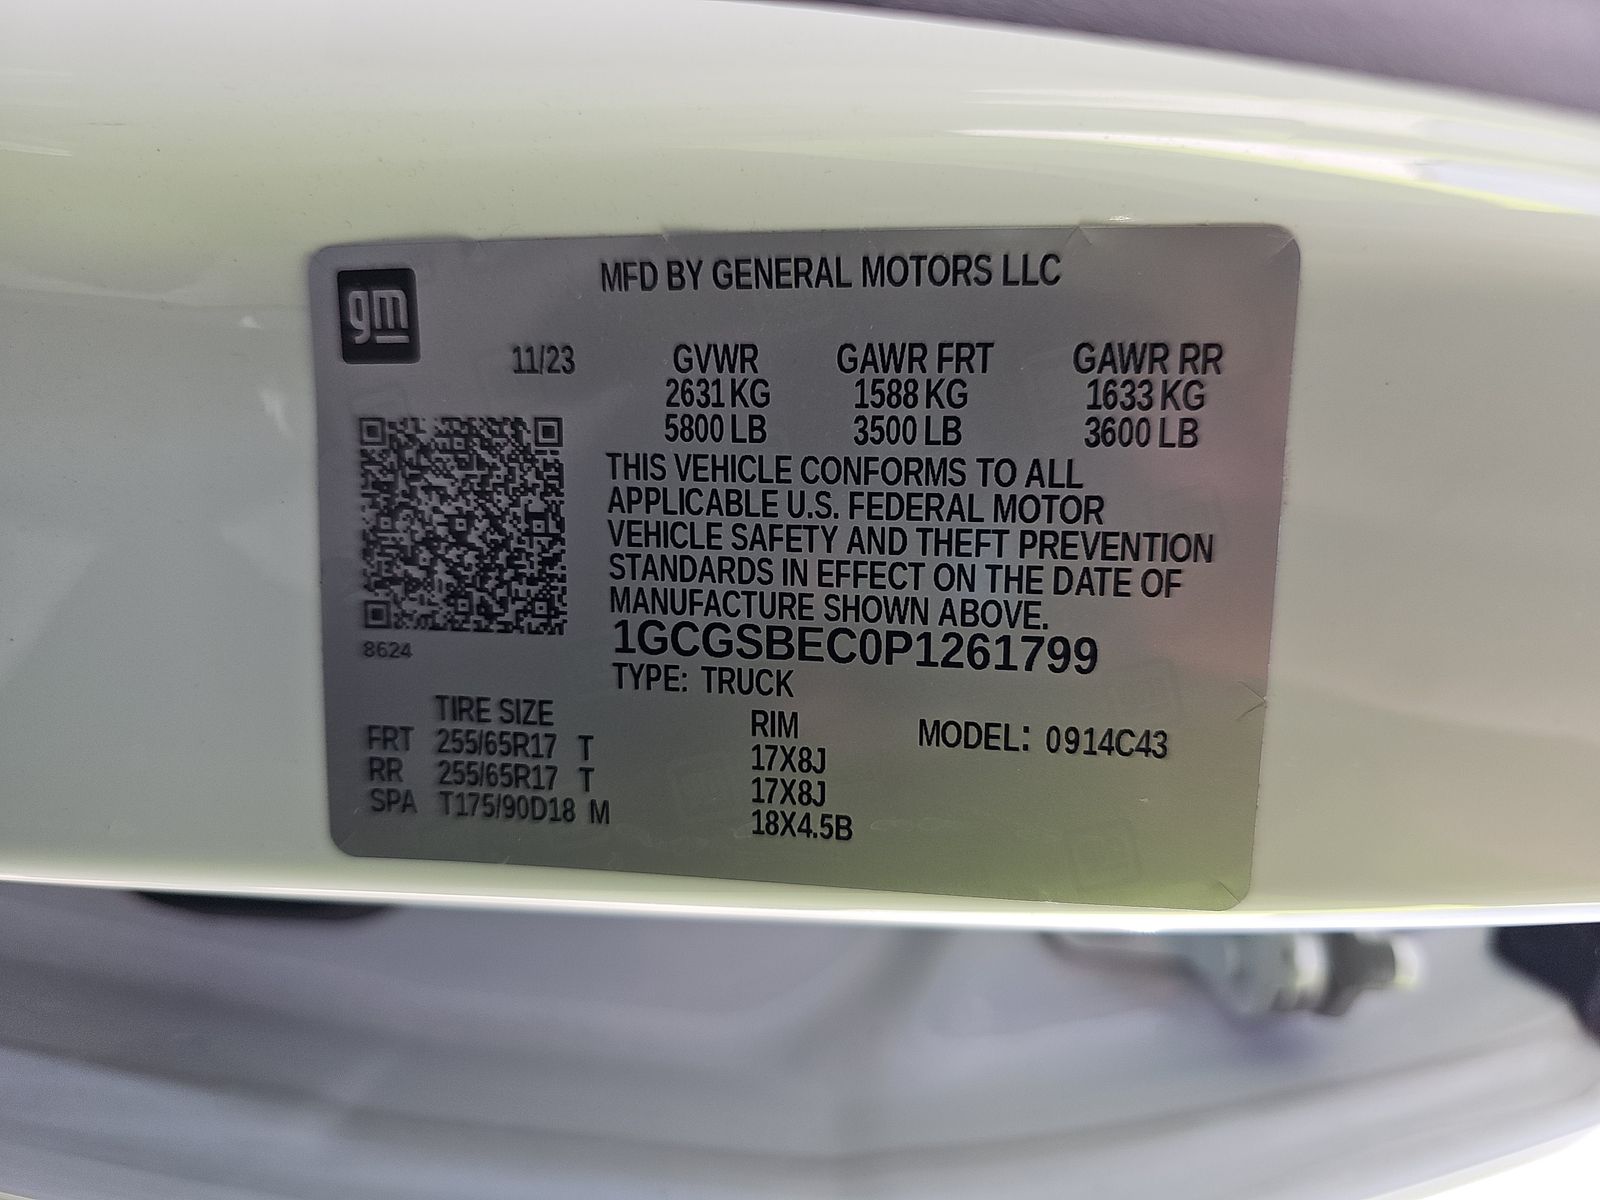 gm
MFD BY GENERAL MOTORS LLC
11/23 GVWR GAWR FRT GAWR RR
2631 KG 1588 KG 1633 KG
5800 LB 3500 LB 3600 LB
THIS VEHICLE CONFORMS TO ALL
APPLICABLE U.S. FEDERAL MOTOR
VEHICLE SAFETY AND THEFT PREVENTION
STANDARDS IN EFFECT ON THE DATE OF
MANUFACTURE SHOWN ABOVE.
8624
1GCGSBEC0P1261799
TYPE: TRUCK
TIRE SIZE RIM MODEL: 0914C43
FRT 255/65R17 T 17X8J
RR 255/65R17 T 17X8J
SPA T175/90D18 M 18X4.5B